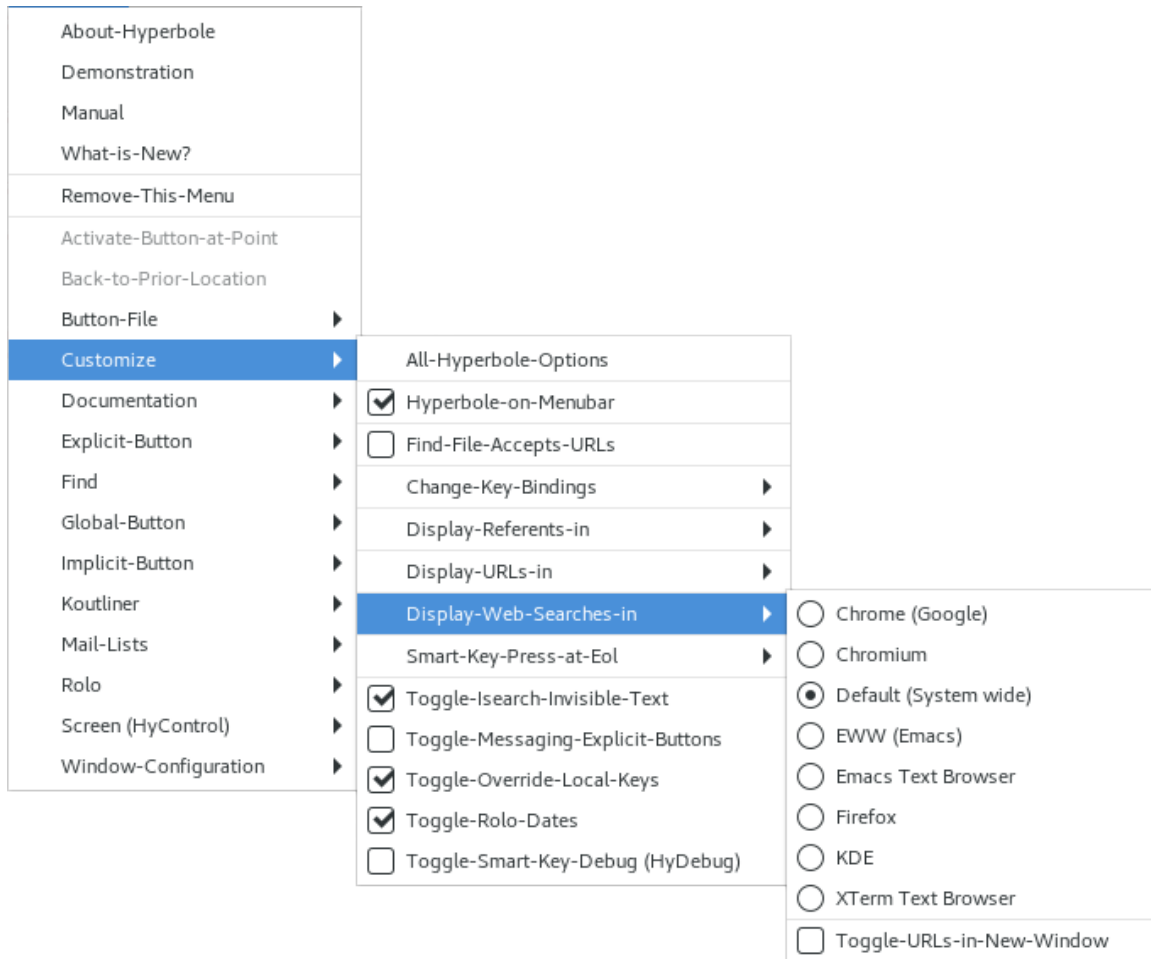 About-Hyperbole
Demonstration
Manual
What-is-New?
Remove-This-Menu
Activate-Button-at-Point
Back-to-Prior-Location
Button-File
Customize
Documentation
Explicit-Button
Find
Global-Button
Implicit-Button
Koutliner
Mail-Lists
Rolo
Screen (HyControl)
Window-Configuration
All-Hyperbole-Options
Hyperbole-on-Menubar
Find-File-Accepts-URLs
Change-Key-Bindings
Display-Referents-in
Display-URLs-in
Display-Web-Searches-in
Smart-Key-Press-at-Eol
Toggle-Isearch-Invisible-Text
Toggle-Messaging-Explicit-Buttons
Toggle-Override-Local-Keys
Toggle-Rolo-Dates
Toggle-Smart-Key-Debug (HyDebug)
Chrome (Google)
Chromium
Default (System wide)
EWW (Emacs)
Emacs Text Browser
Firefox
KDE
XTerm Text Browser
Toggle-URLs-in-New-Window